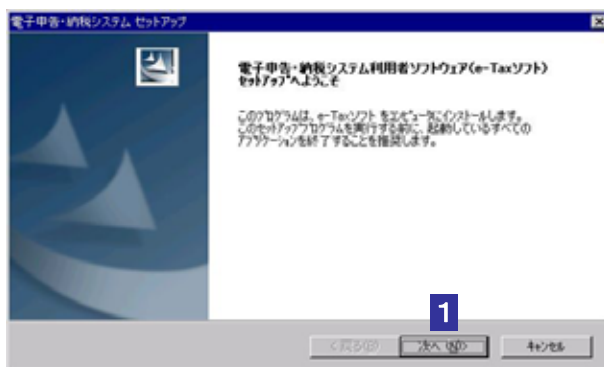 電子申告・納税システム セットアップ
電子申告・納税システム利用者ソフトウェア(e-Taxソフト)
セットアップへようこそ
このプログラムは、e-Taxソフト をコンピュータにインストールします。
このセットアッププログラムを実行する前に、起動しているすべての
アプリケーションを終了することを推奨します。
1
< 戻る(B) 次へ (N)> キャンセル